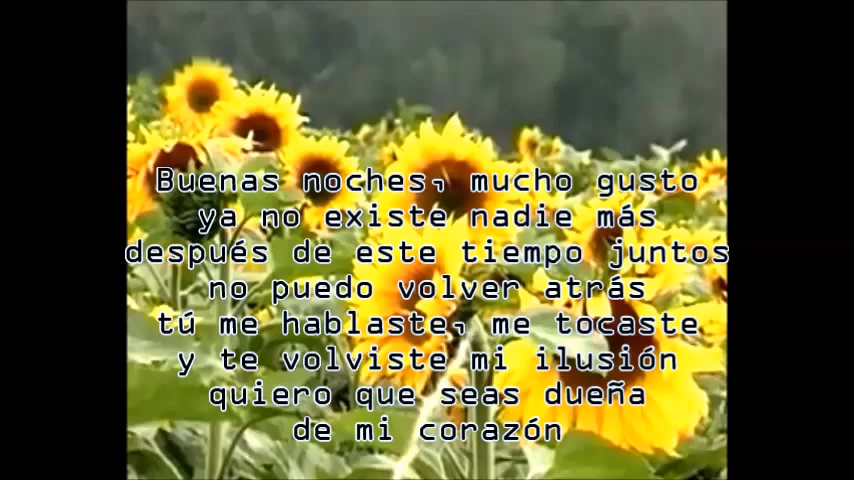 Buenas noches, mucho gusto
ya no existe nadie más
después de este tiempo juntos
no puedo volver atrás
tú me hablaste, me tocaste
y te volviste mi ilusión
quiero que seas dueña
de mi corazón